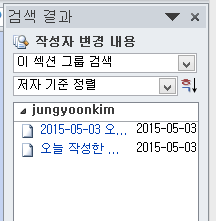 검색 결과
작성자 변경 내용
이 섹션 그룹 검색
저자 기준 정렬
jungyoonkim
2015-05-03 오... 2015-05-03
오늘 작성한 ... 2015-05-03